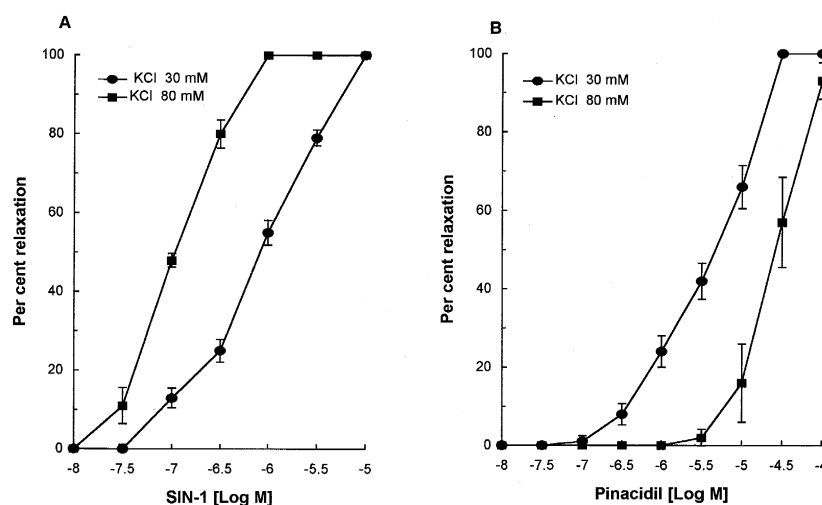 A
KCl 30 mM
KCl 80 mM
Per cent relaxation
100
80
60
40
20
0
-8 -7.5 -7 -6.5 -6 -5.5 -5
SIN-1 [Log M]
B
KCl 30 mM
KCl 80 mM
Per cent relaxation
100
80
60
40
20
0
-8 -7.5 -7 -6.5 -6 -5.5 -5 -4.5 -4
Pinacidil [Log M]